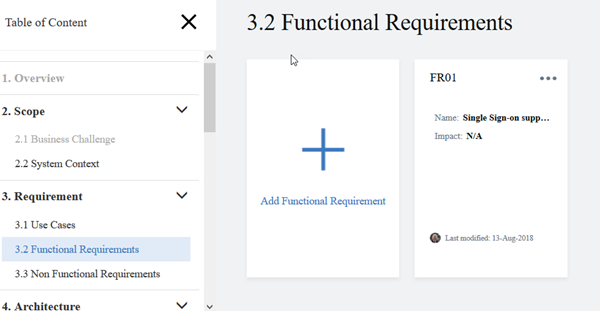 Table of Content
1. Overview
2. Scope
2.1 Business Challenge
2.2 System Context
3. Requirement
3.1 Use Cases
3.2 Functional Requirements
3.3 Non Functional Requirements
4. Architecture
3.2 Functional Requirements
Add Functional Requirement
FR01
Name: Single Sign-on supp...
Impact: N/A
Last modified: 13-Aug-2018